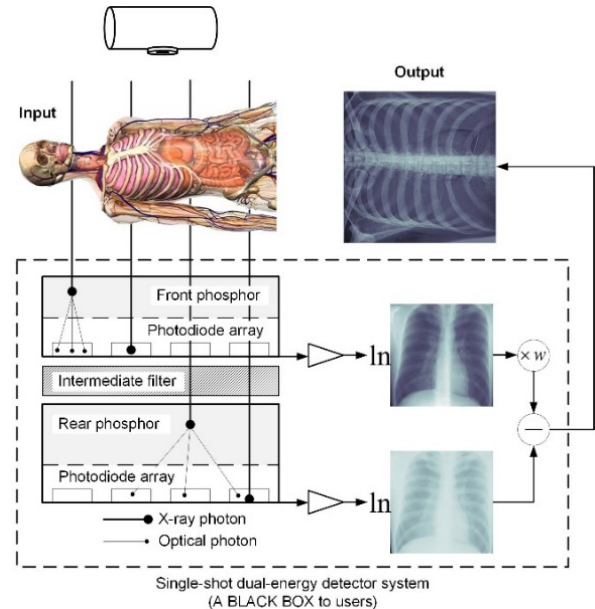 Input
Output
Front phosphor
Photodiode array
Intermediate filter
Rear phosphor
Photodiode array
ln
× w
—
ln
X-ray photon
Optical photon
Single-shot dual-energy detector system
(A BLACK BOX to users)